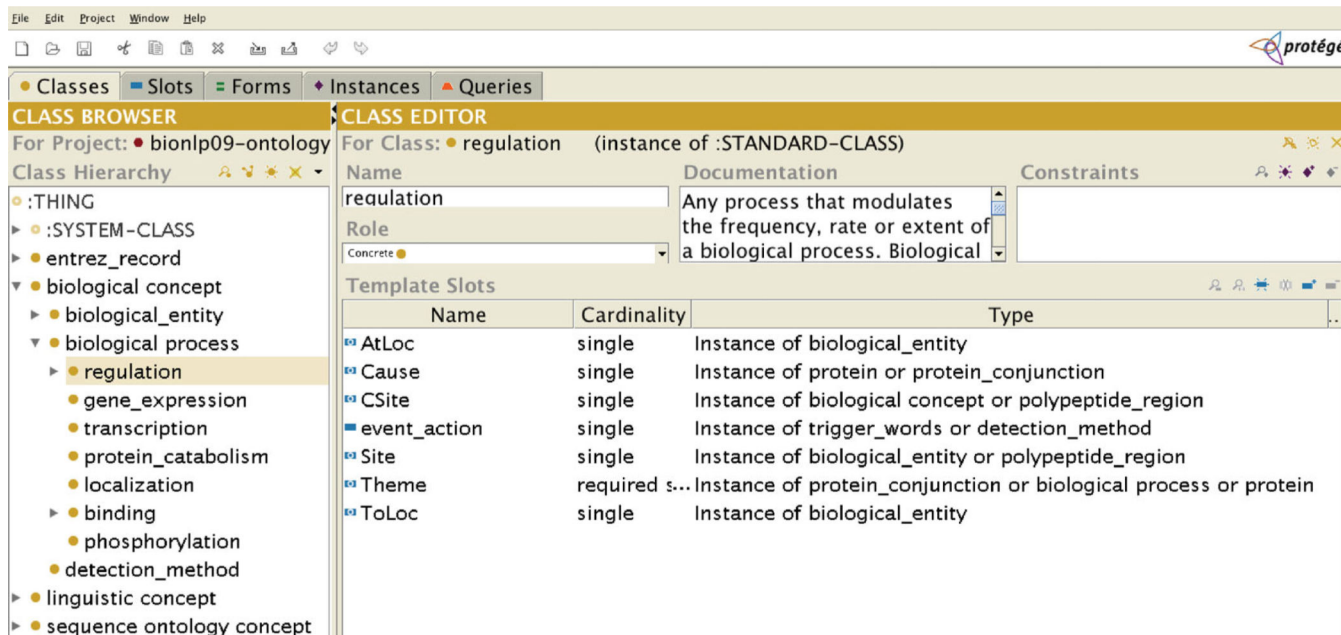 File Edit Project Window Help
protégé
Classes Slots Forms Instances Queries
CLASS BROWSER
For Project: bionlp09-ontology
Class Hierarchy
:THING
:SYSTEM-CLASS
entrez_record
biological concept
biological_entity
biological process
regulation
gene_expression
transcription
protein_catabolism
localization
binding
phosphorylation
detection_method
linguistic concept
sequence ontology concept
CLASS EDITOR
For Class: regulation (instance of :STANDARD-CLASS)
Name
regulation
Role
Concrete
Documentation
Any process that modulates
the frequency, rate or extent of
a biological process. Biological
Constraints
Template Slots
Name Cardinality Type ..
AtLoc single Instance of biological_entity
Cause single Instance of protein or protein_conjunction
CSite single Instance of biological concept or polypeptide_region
event_action single Instance of trigger_words or detection_method
Site single Instance of biological_entity or polypeptide_region
Theme required s... Instance of protein_conjunction or biological process or protein
ToLoc single Instance of biological_entity